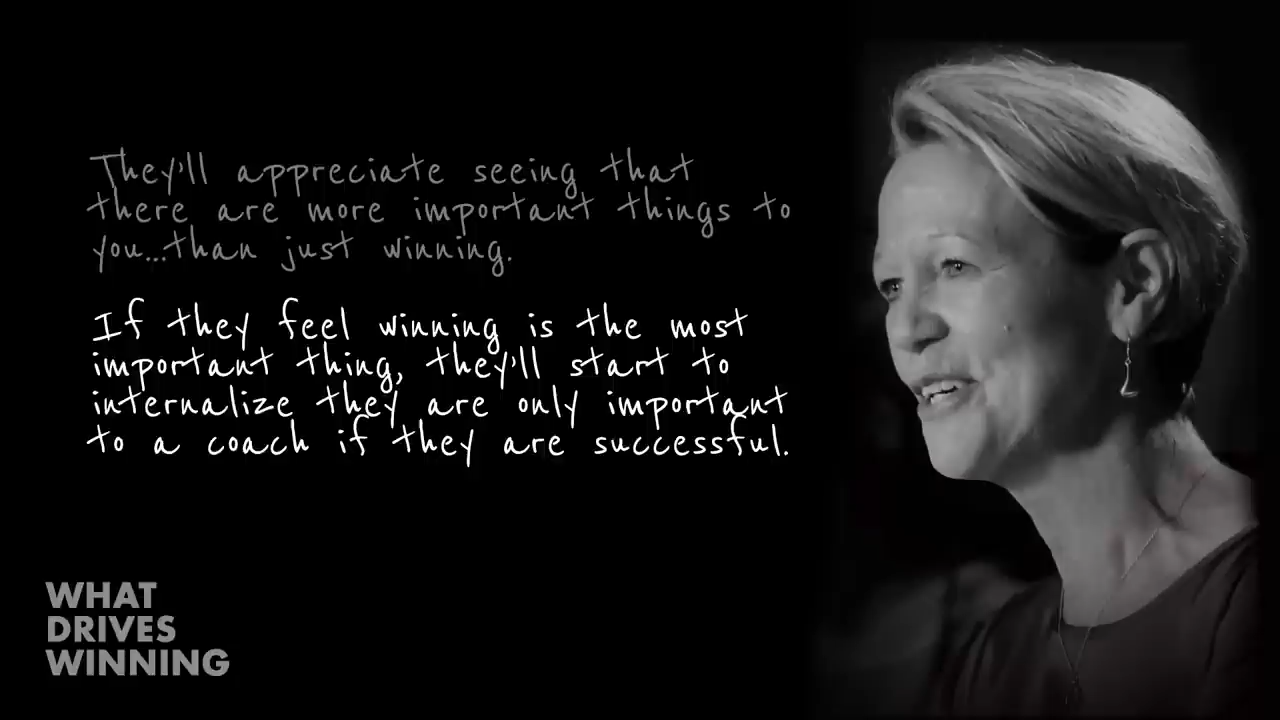 They'll appreciate seeing that
there are more important things to
you...than just winning.
If they feel winning is the most
important thing, they'll start to
internalize they are only important
to a coach if they are successful.
WHAT
DRIVES
WINNING